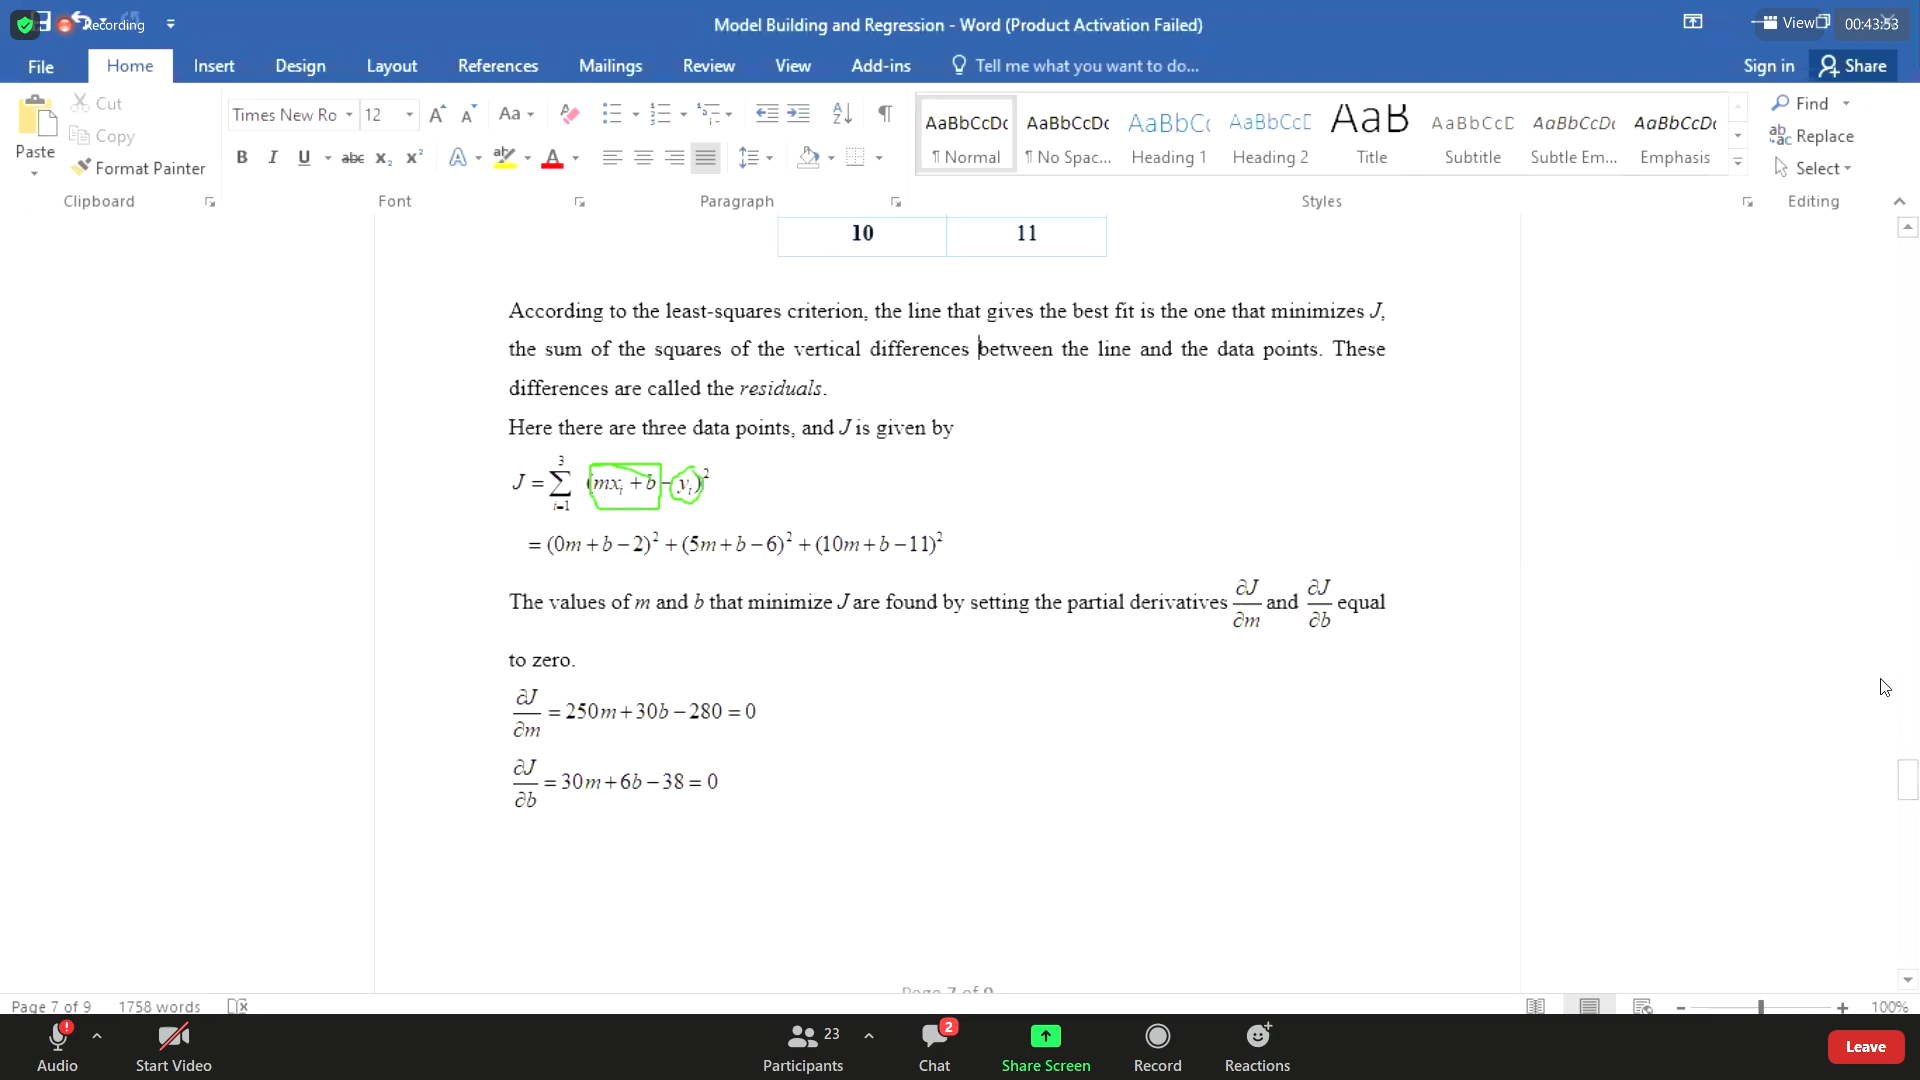 Recording
Model Building and Regression - Word (Product Activation Failed)
View
00:43:53
File Home Insert Design Layout References Mailings Review View Add-ins Tell me what you want to do... Sign in Share
Paste
Cut
Copy
Format Painter
Clipboard
Times New Ro 12
Aa
B I U abc x₂ x²
Font
Paragraph
AaBbCcDc AaBbCcDc AaBbCc AaBbCcD AaB AaBbCcD AaBbCcDc AaBbCcDc
¶ Normal ¶ No Spac... Heading 1 Heading 2 Title Subtitle Subtle Em... Emphasis
Styles
Find
Replace
Select
Editing
10 11
According to the least-squares criterion, the line that gives the best fit is the one that minimizes J,
the sum of the squares of the vertical differences between the line and the data points. These
differences are called the residuals.
Here there are three data points, and J is given by
J = ∑_{i=1}^{3} (mx_i + b − y_i)²
= (0m + b − 2)² + (5m + b − 6)² + (10m + b − 11)²
The values of m and b that minimize J are found by setting the partial derivatives ∂J/∂m and ∂J/∂b equal
to zero.
∂J/∂m = 250m + 30b − 280 = 0
∂J/∂b = 30m + 6b − 38 = 0
Page 7 of 9
Page 7 of 9 1758 words 100%
Audio Start Video Participants 23 Chat 2 Share Screen Record Reactions Leave